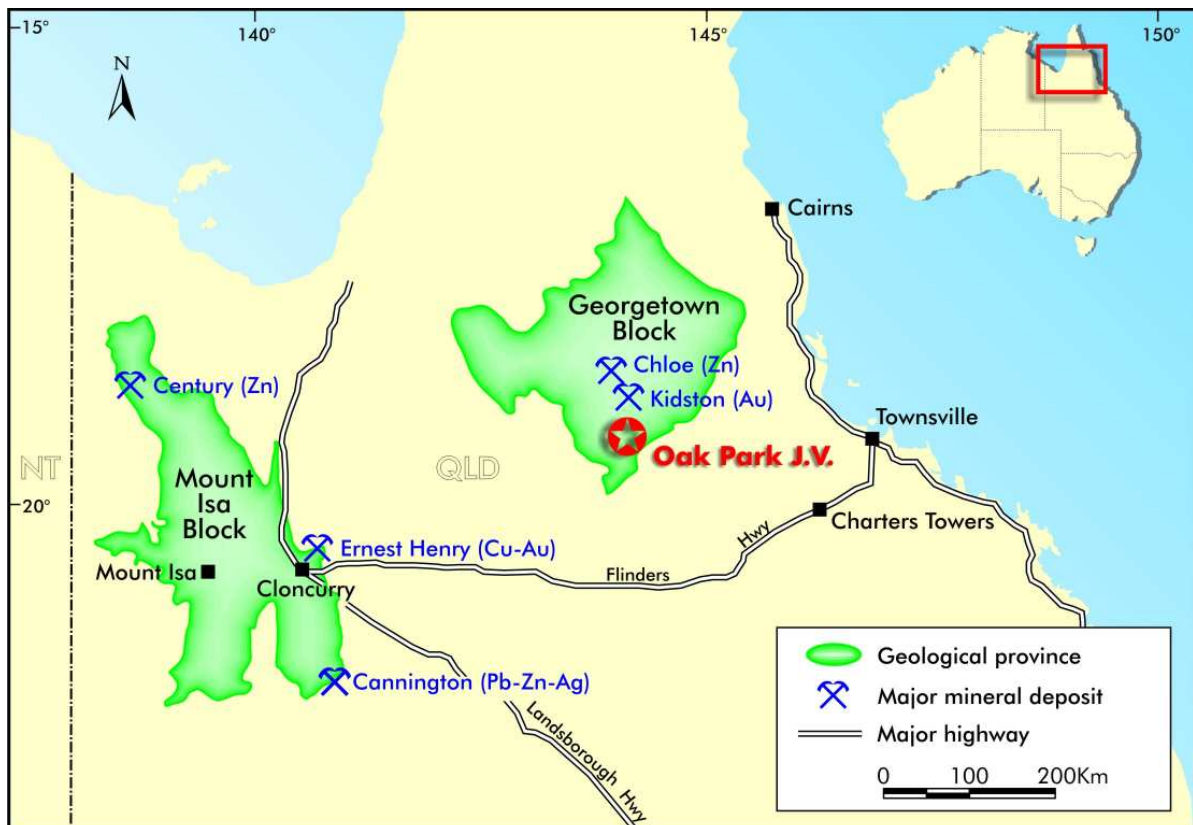 -15°
140°
145°
150°
N
Cairns
Georgetown
Block
Chloe (Zn)
Kidston (Au)
Century (Zn)
Townsville
Oak Park J.V.
NT
QLD
Mount
Isa
Block
20°
Charters Towers
Hwy
Ernest Henry (Cu-Au)
Mount Isa
Flinders
Cloncurry
Cannington (Pb-Zn-Ag)
Landsborough
Hwy
Geological province
Major mineral deposit
Major highway
0 100 200Km